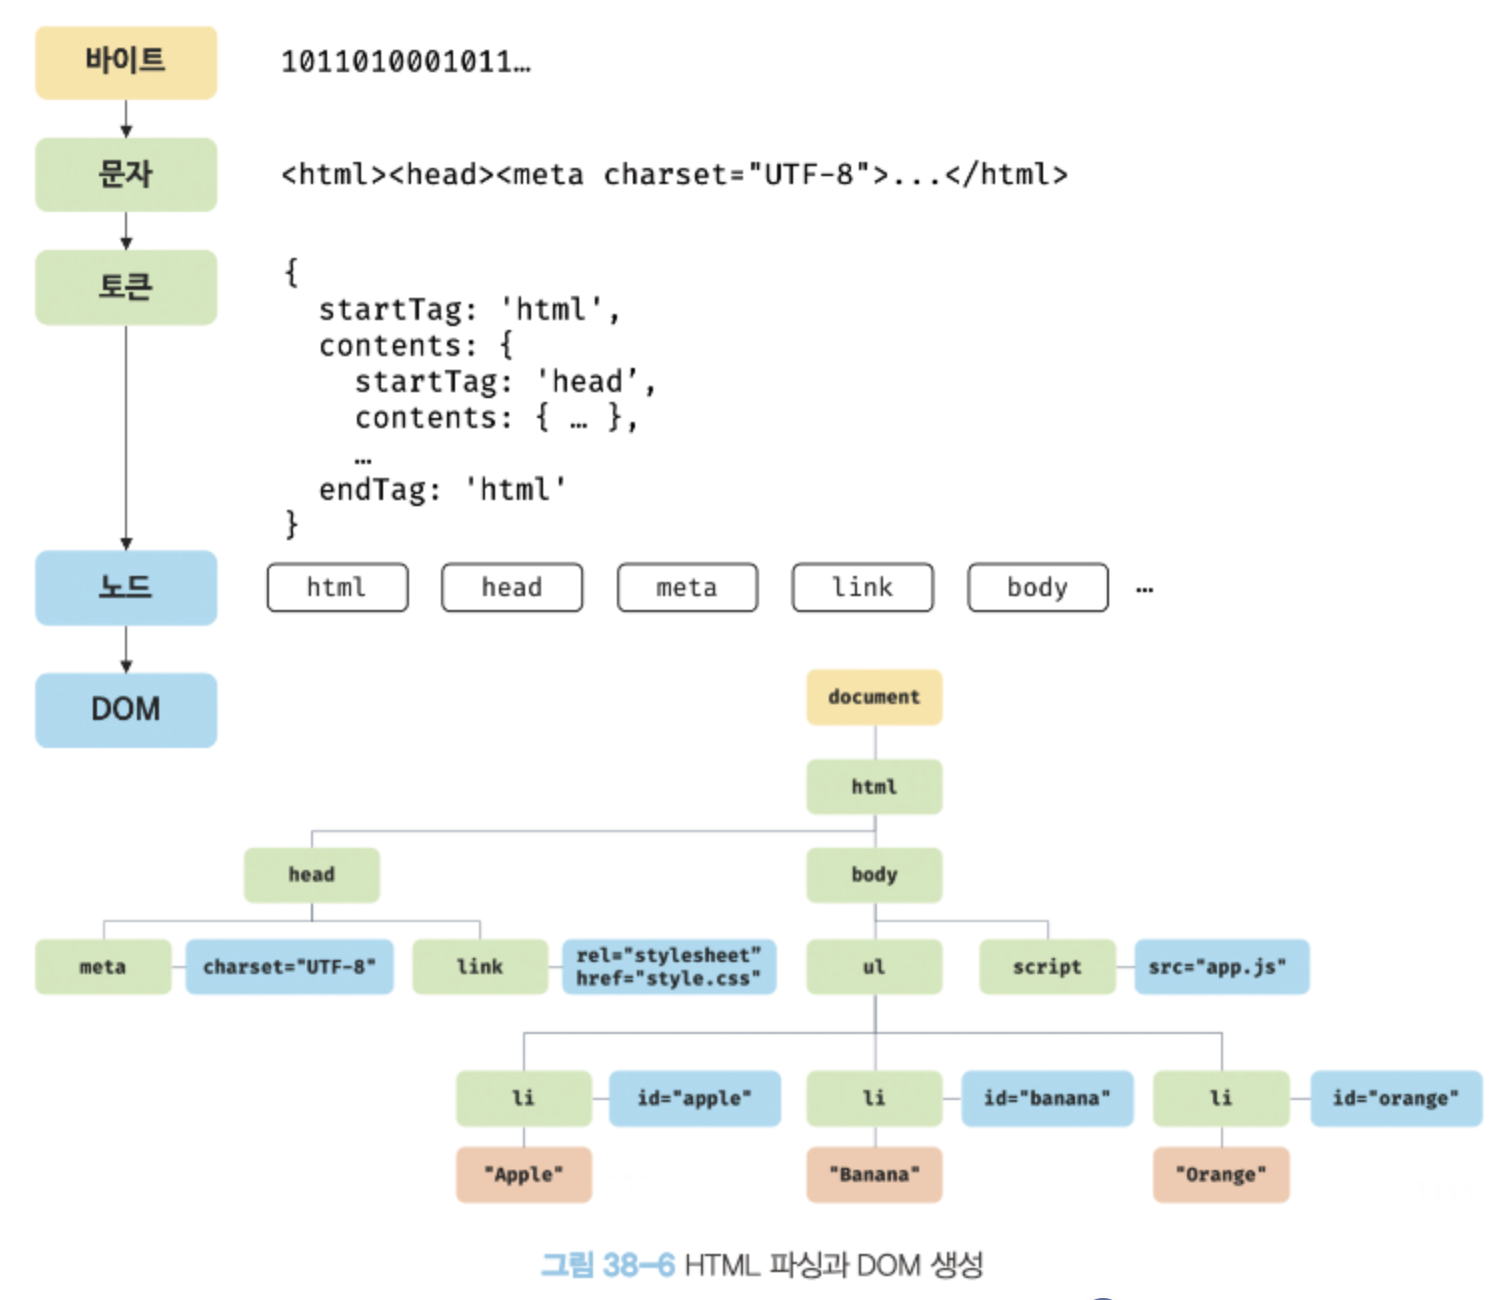 바이트
1011010001011…
문자
<html><head><meta charset="UTF-8">...</html>
토큰
{
startTag: 'html',
contents: {
startTag: 'head’,
contents: { … },
…
endTag: 'html'
}
노드
html
head
meta
link
body
…
DOM
document
html
head
body
meta
charset="UTF-8"
link
rel="stylesheet”
href="style.css"
ul
script
src="app.js"
li
id="apple"
li
id="banana"
li
id="orange"
"Apple"
"Banana"
"Orange"
그림 38-6 HTML 파싱과 DOM 생성